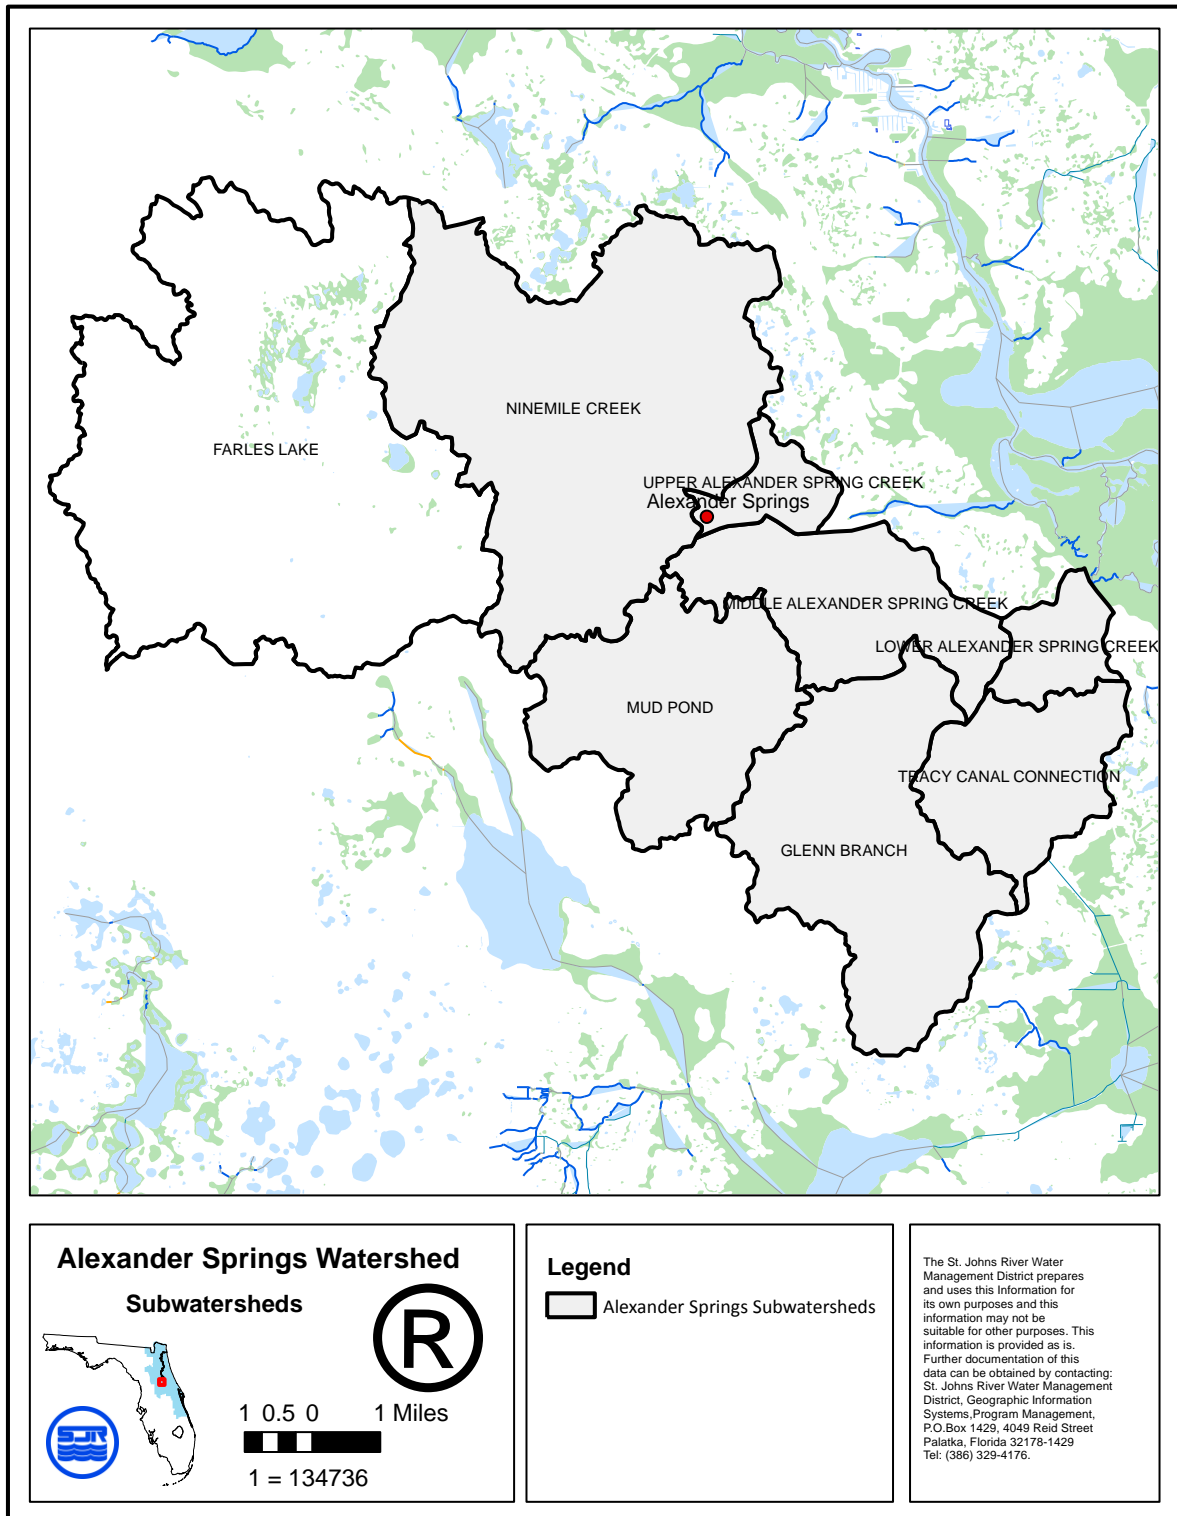 NINEMILE CREEK
FARLES LAKE
UPPER ALEXANDER SPRING CREEK
Alexander Springs
MIDDLE ALEXANDER SPRING CREEK
LOWER ALEXANDER SPRING CREEK
MUD POND
TRACY CANAL CONNECTION
GLENN BRANCH
Alexander Springs Watershed
Subwatersheds
R
SJR
1 0.5 0 1 Miles
1 = 134736
Legend
Alexander Springs Subwatersheds
The St. Johns River Water
Management District prepares
and uses this Information for
its own purposes and this
information may not be
suitable for other purposes. This
information is provided as is.
Further documentation of this
data can be obtained by contacting:
St. Johns River Water Management
District, Geographic Information
Systems,Program Management,
P.O.Box 1429, 4049 Reid Street
Palatka, Florida 32178-1429
Tel: (386) 329-4176.